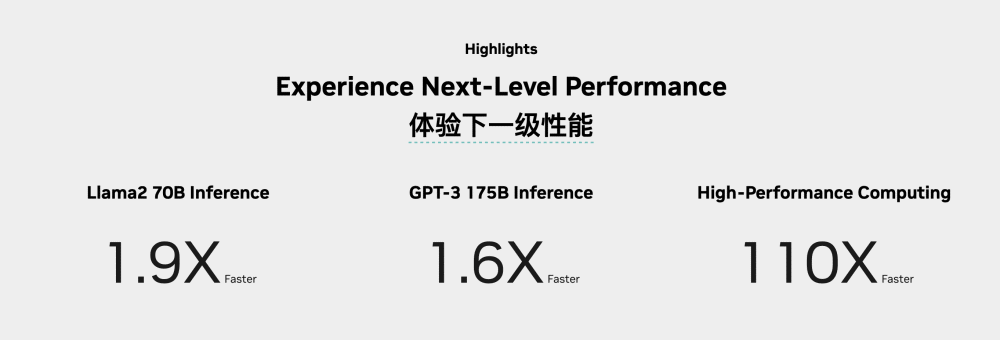 Highlights
Experience Next-Level Performance
体验下一级性能
Llama2 70B Inference
GPT-3 175B Inference
High-Performance Computing
1.9X Faster
1.6X Faster
110X Faster